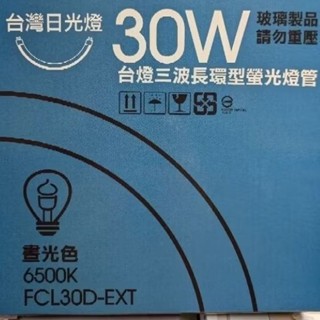 台灣日光燈
30W
玻璃製品
請勿重壓
台燈三波長環型螢光燈管
晝光色
6500K
FCL30D-EXT